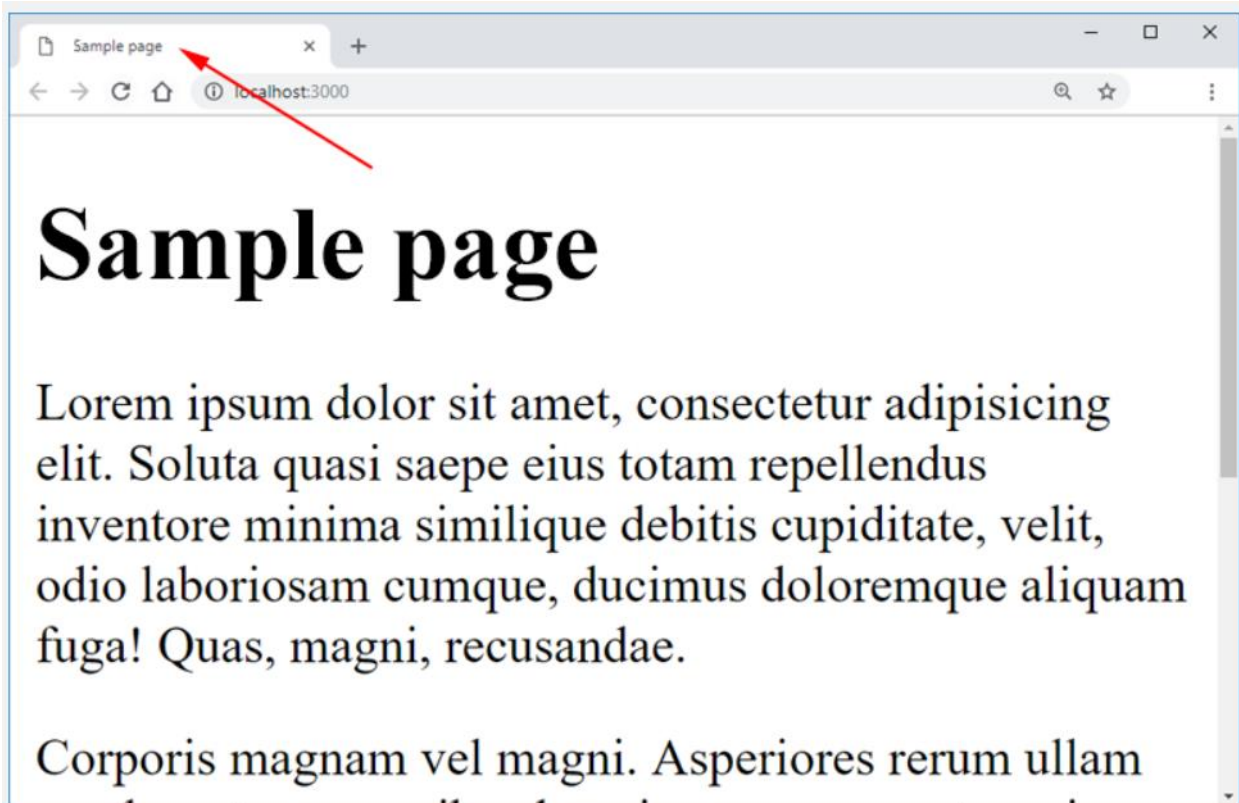 Sample page
localhost:3000
Sample page
Lorem ipsum dolor sit amet, consectetur adipisicing
elit. Soluta quasi saepe eius totam repellendus
inventore minima similique debitis cupiditate, velit,
odio laboriosam cumque, ducimus doloremque aliquam
fuga! Quas, magni, recusandae.
Corporis magnam vel magni. Asperiores rerum ullam